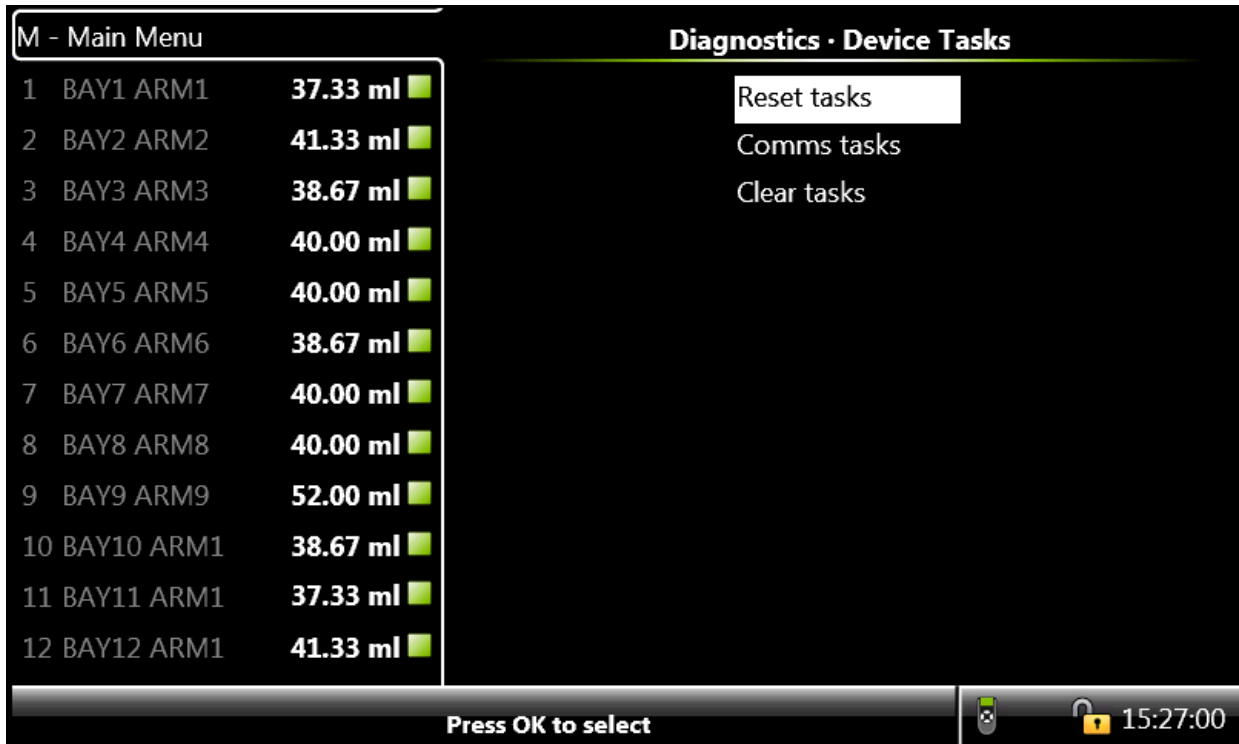 M - Main Menu
1 BAY1 ARM1 37.33 ml
2 BAY2 ARM2 41.33 ml
3 BAY3 ARM3 38.67 ml
4 BAY4 ARM4 40.00 ml
5 BAY5 ARM5 40.00 ml
6 BAY6 ARM6 38.67 ml
7 BAY7 ARM7 40.00 ml
8 BAY8 ARM8 40.00 ml
9 BAY9 ARM9 52.00 ml
10 BAY10 ARM1 38.67 ml
11 BAY11 ARM1 37.33 ml
12 BAY12 ARM1 41.33 ml
Diagnostics · Device Tasks
Reset tasks
Comms tasks
Clear tasks
Press OK to select
15:27:00